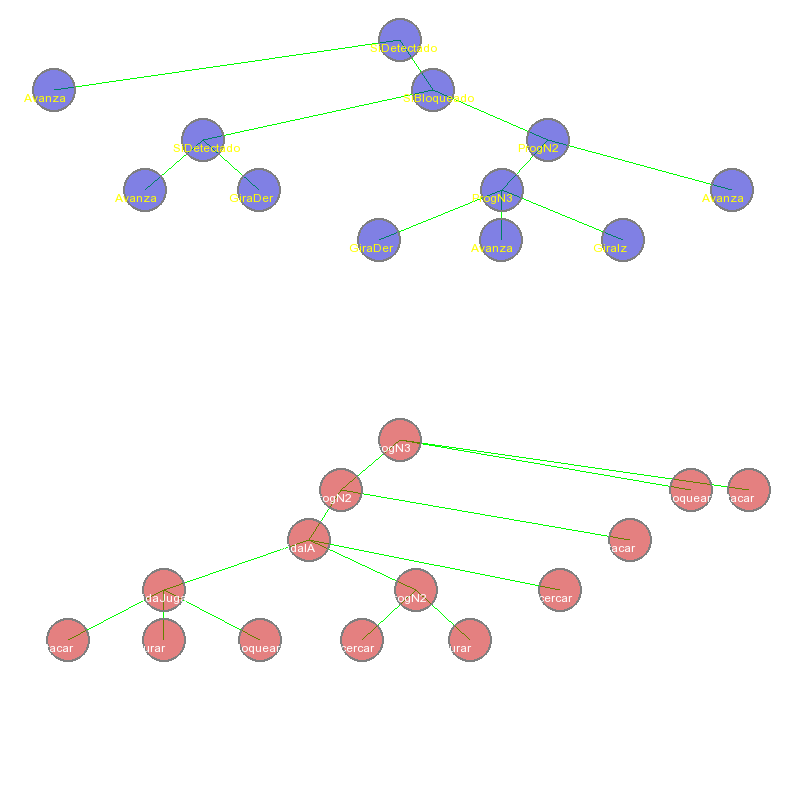 SiDetectado
Avanza
SiBloqueado
SiDetectado
ProgN2
Avanza
GiraDer
ProgN3
Avanza
GiraDer
Avanza
GiraIz
rogN3
rogN2
loquear
tacar
idaIA
tacar
idaJuga
rogN2
cercar
tacar
urar
loquear
cercar
urar